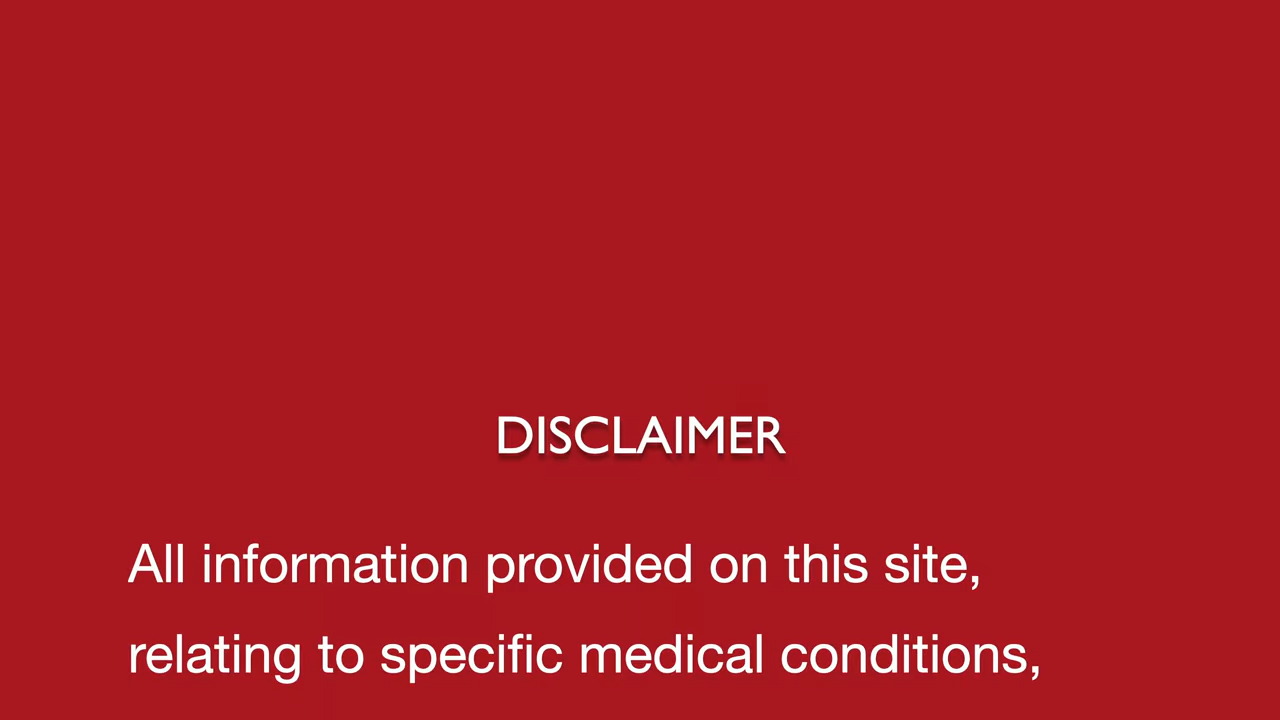 DISCLAIMER
All information provided on this site,
relating to specific medical conditions,